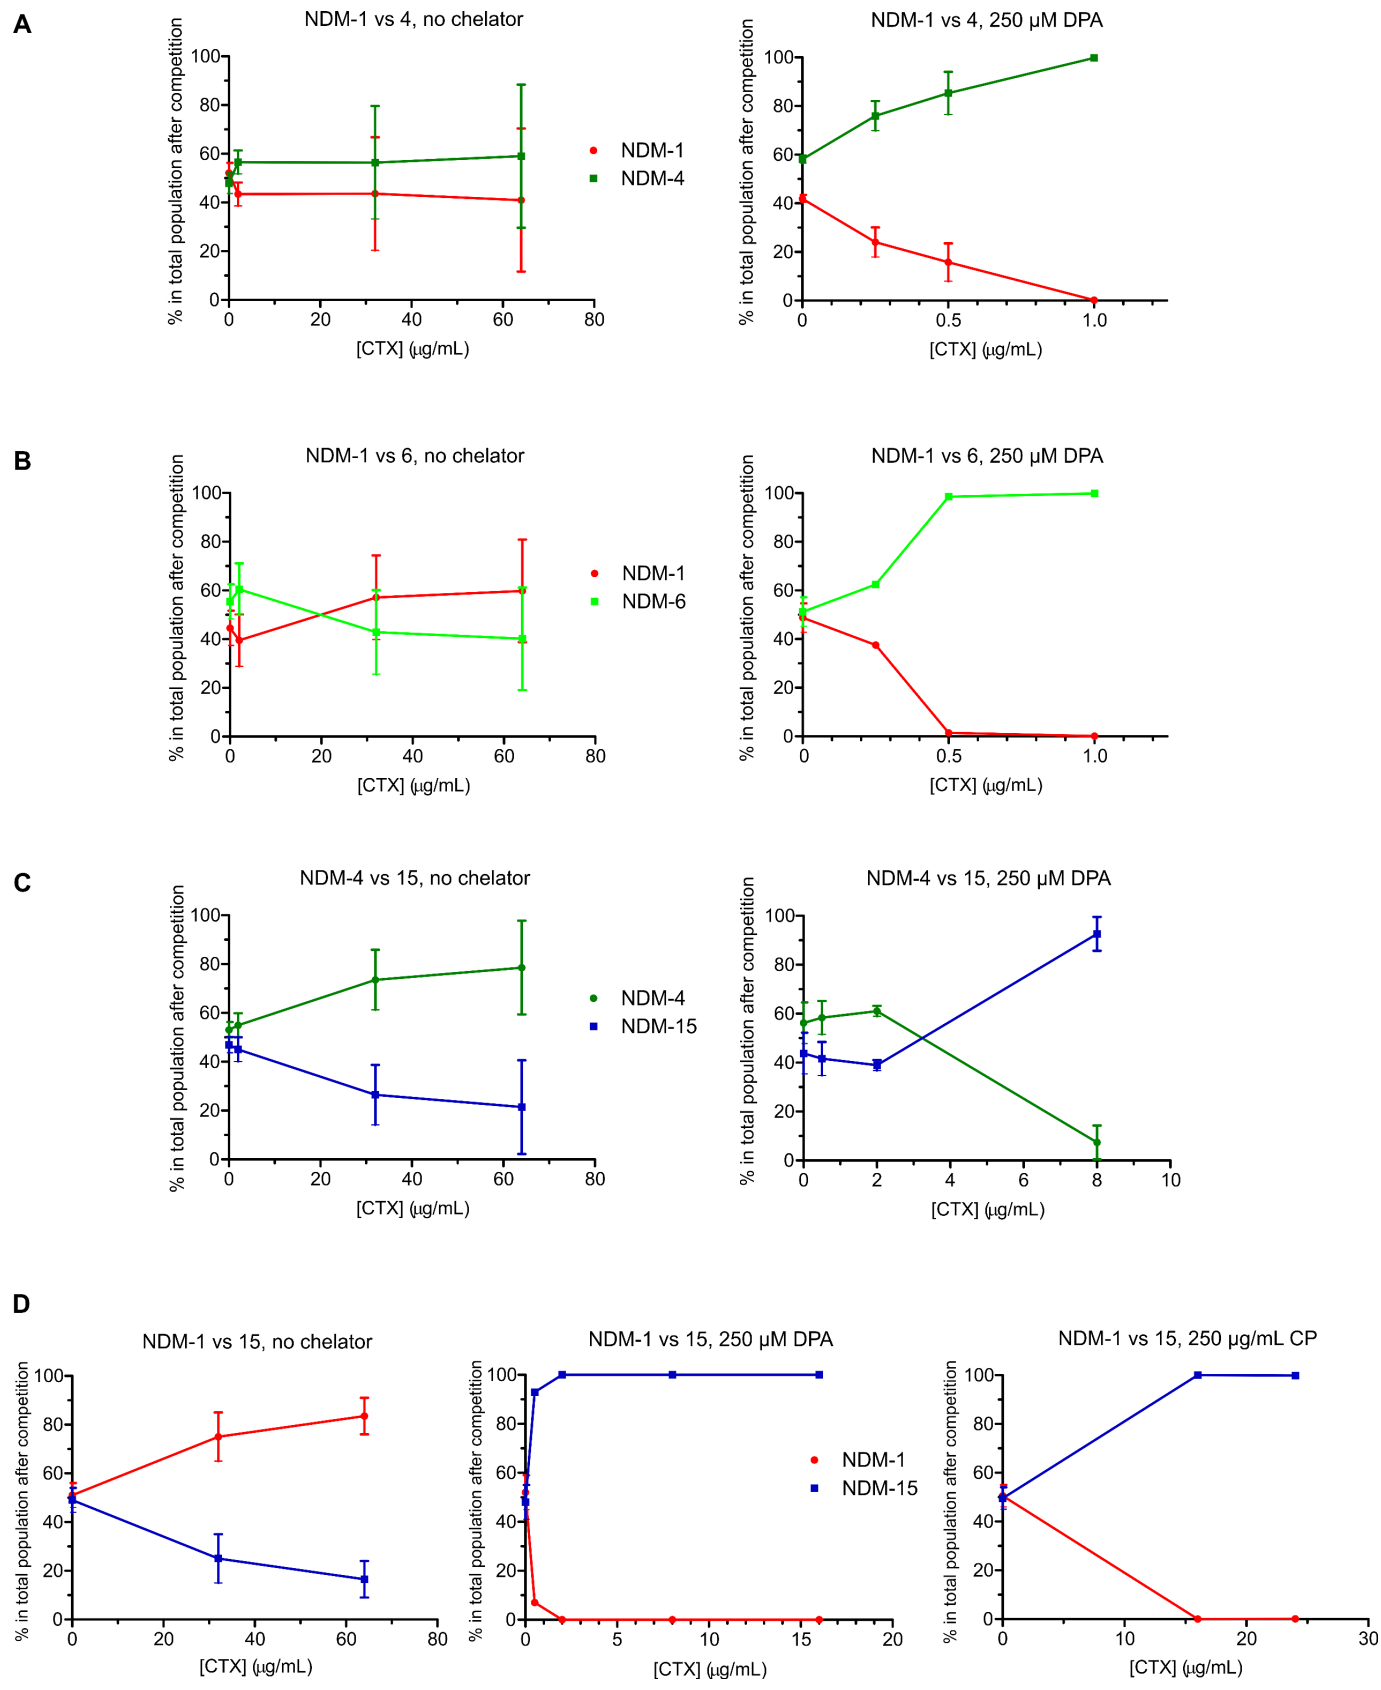 A
NDM-1 vs 4, no chelator
% in total population after competition
100
80
60
40
20
0
0 20 40 60 80
[CTX] (µg/mL)
NDM-1
NDM-4
NDM-1 vs 4, 250 µM DPA
% in total population after competition
100
80
60
40
20
0
0 0.5 1.0
[CTX] (µg/mL)
B
NDM-1 vs 6, no chelator
% in total population after competition
100
80
60
40
20
0
0 20 40 60 80
[CTX] (µg/mL)
NDM-1
NDM-6
NDM-1 vs 6, 250 µM DPA
% in total population after competition
100
80
60
40
20
0
0 0.5 1.0
[CTX] (µg/mL)
C
NDM-4 vs 15, no chelator
% in total population after competition
100
80
60
40
20
0
0 20 40 60 80
[CTX] (µg/mL)
NDM-4
NDM-15
NDM-4 vs 15, 250 µM DPA
% in total population after competition
100
80
60
40
20
0
0 2 4 6 8 10
[CTX] (µg/mL)
D
NDM-1 vs 15, no chelator
% in total population after competition
100
80
60
40
20
0
0 20 40 60 80
[CTX] (µg/mL)
NDM-1 vs 15, 250 µM DPA
% in total population after competition
100
80
60
40
20
0
0 5 10 15 20
[CTX] (µg/mL)
NDM-1
NDM-15
NDM-1 vs 15, 250 µg/mL CP
% in total population after competition
100
80
60
40
20
0
0 10 20 30
[CTX] (µg/mL)